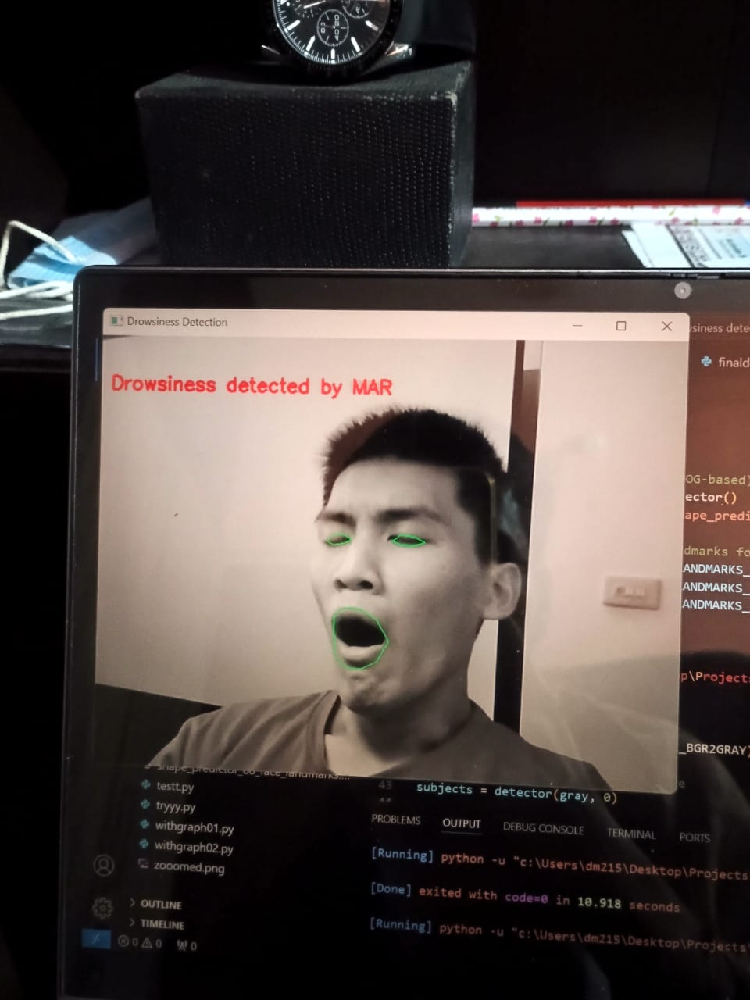 Drowsiness Detection
Drowsiness detected by MAR
siness dete
finald
OG-based)
ector()
ape_predi
dmarks fo
ANDMARKS_
ANDMARKS_
ANDMARKS_
p\Project
_BGR2GRAY)
e
shape_predictor_68_face_landmarks....
testt.py
tryyy.py
withgraph01.py
withgraph02.py
zooomed.png
OUTLINE
TIMELINE
0 0 0
43 subjects = detector(gray, 0)
44
PROBLEMS OUTPUT DEBUG CONSOLE TERMINAL PORTS
[Running] python -u "c:\Users\dm215\Desktop\Projects
[Done] exited with code=0 in 10.918 seconds
[Running] python -u "c:\Users\dm215\Desktop\Projects